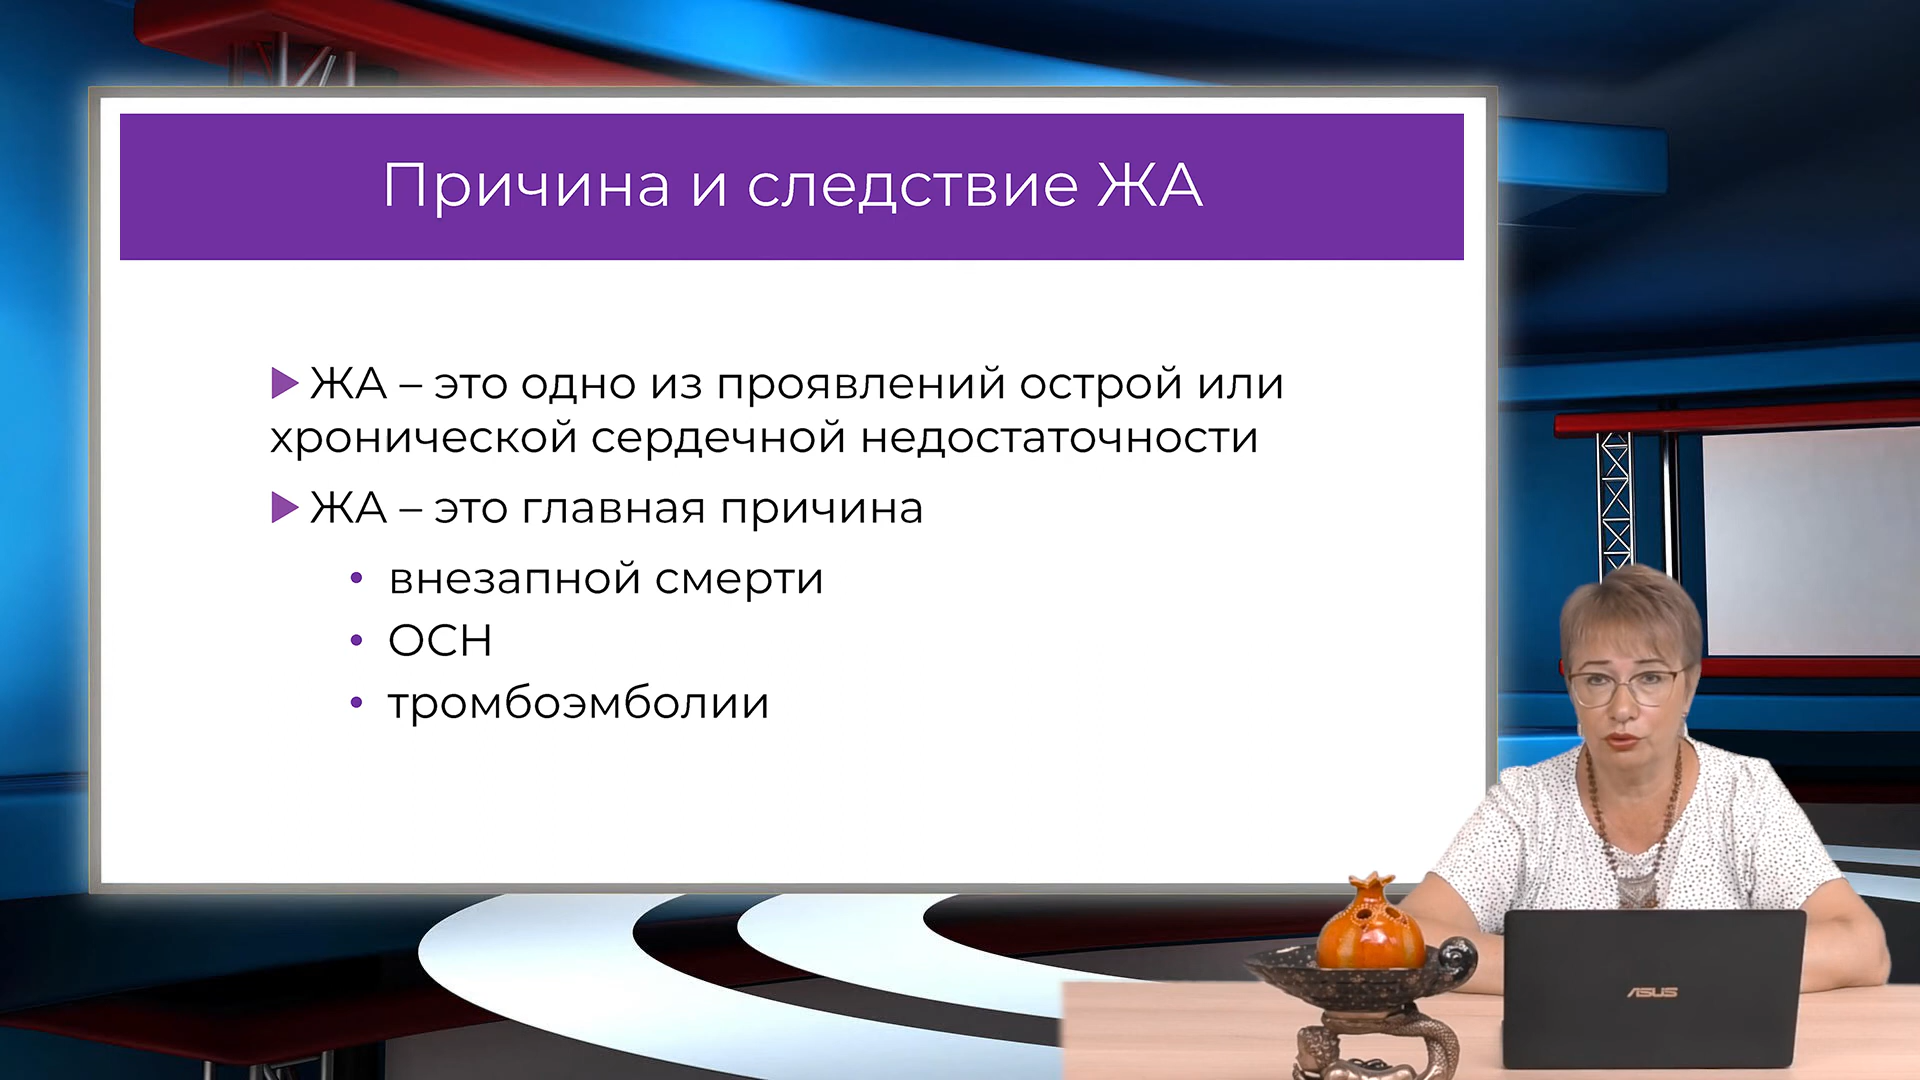 Причина и следствие ЖА
ЖА – это одно из проявлений острой или
хронической сердечной недостаточности
ЖА – это главная причина
• внезапной смерти
• ОСН
• тромбоэмболии
ASUS